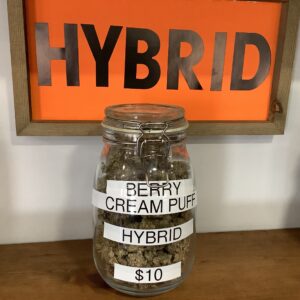 HYBRID
BERRY
CREAM PUFF
HYBRID
$10